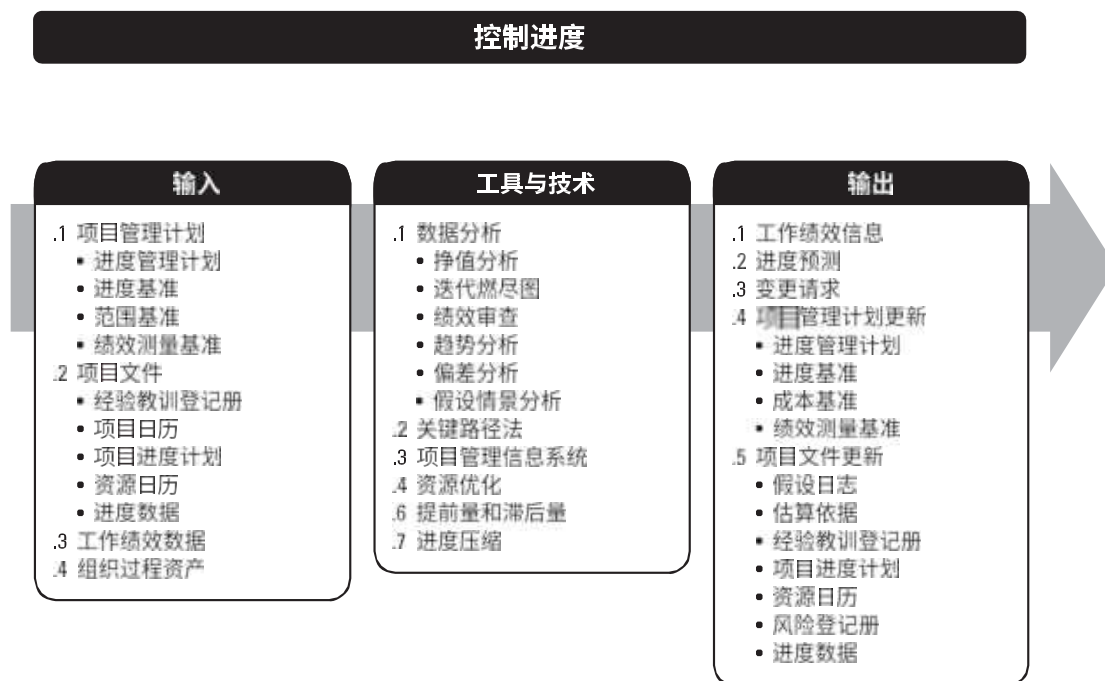 控制进度
输入
.1 项目管理计划
• 进度管理计划
• 进度基准
• 范围基准
• 绩效测量基准
.2 项目文件
• 经验教训登记册
• 项目日历
• 项目进度计划
• 资源日历
• 进度数据
.3 工作绩效数据
.4 组织过程资产
工具与技术
.1 数据分析
• 挣值分析
• 迭代燃尽图
• 绩效审查
• 趋势分析
• 偏差分析
• 假设情景分析
.2 关键路径法
.3 项目管理信息系统
.4 资源优化
.6 提前量和滞后量
.7 进度压缩
输出
.1 工作绩效信息
.2 进度预测
.3 变更请求
.4 项目管理计划更新
• 进度管理计划
• 进度基准
• 成本基准
• 绩效测量基准
.5 项目文件更新
• 假设日志
• 估算依据
• 经验教训登记册
• 项目进度计划
• 资源日历
• 风险登记册
• 进度数据